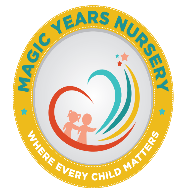 MAGIC YEARS NURSERY
WHERE EVERY CHILD MATTERS